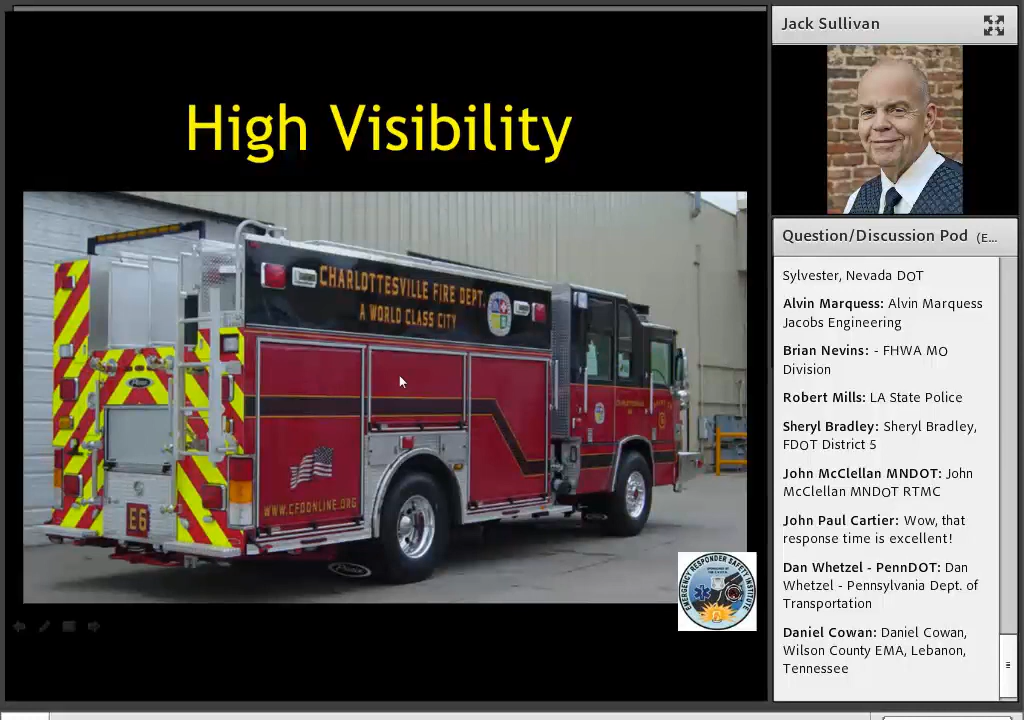 High Visibility
CHARLOTTESVILLE FIRE DEPT.
A WORLD CLASS CITY
WWW.CFDONLINE.ORG
E6
EMERGENCY RESPONDER SAFETY INSTITUTE
Jack Sullivan
Question/Discussion Pod (E...
Sylvester, Nevada DOT
Alvin Marquess: Alvin Marquess
Jacobs Engineering
Brian Nevins: - FHWA MO
Division
Robert Mills: LA State Police
Sheryl Bradley: Sheryl Bradley,
FDOT District 5
John McClellan MNDOT: John
McClellan MNDOT RTMC
John Paul Cartier: Wow, that
response time is excellent!
Dan Whetzel - PennDOT: Dan
Whetzel - Pennsylvania Dept. of
Transportation
Daniel Cowan: Daniel Cowan,
Wilson County EMA, Lebanon,
Tennessee